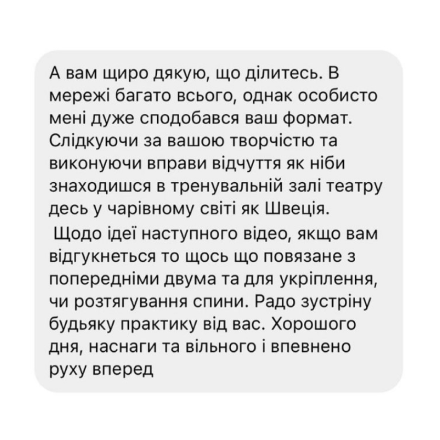 А вам щиро дякую, що ділитесь. В
мережі багато всього, однак особисто
мені дуже сподобався ваш формат.
Слідкуючи за вашою творчістю та
виконуючи вправи відчуття як ніби
знаходишся в тренувальній залі театру
десь у чарівному світі як Швеція.
Щодо ідеї наступного відео, якщо вам
відгукнеться то щось що повязане з
попередніми двума та для укріплення,
чи розтягування спини. Радо зустріну
будьяку практику від вас. Хорошого
дня, наснаги та вільного і впевнено
руху вперед